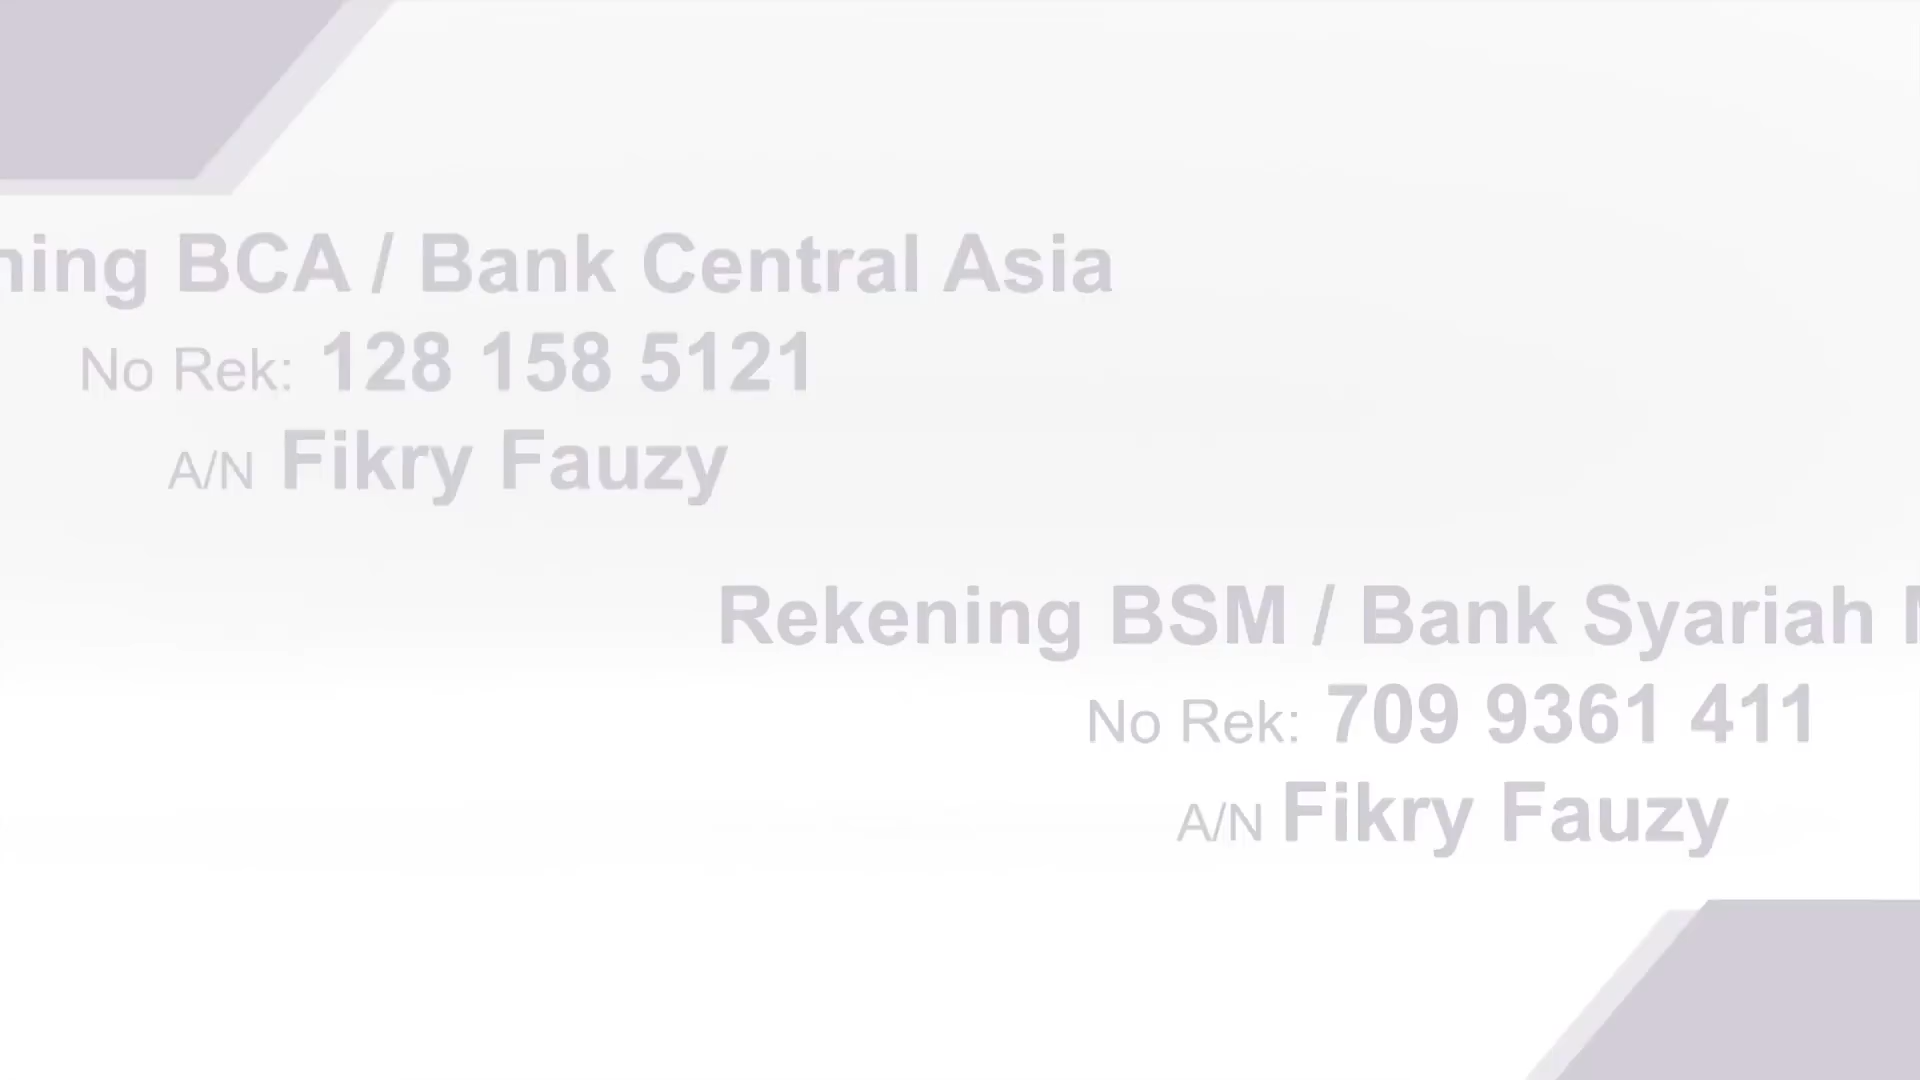 ning BCA / Bank Central Asia
No Rek: 128 158 5121
A/N Fikry Fauzy
Rekening BSM / Bank Syariah
No Rek: 709 9361 411
A/N Fikry Fauzy